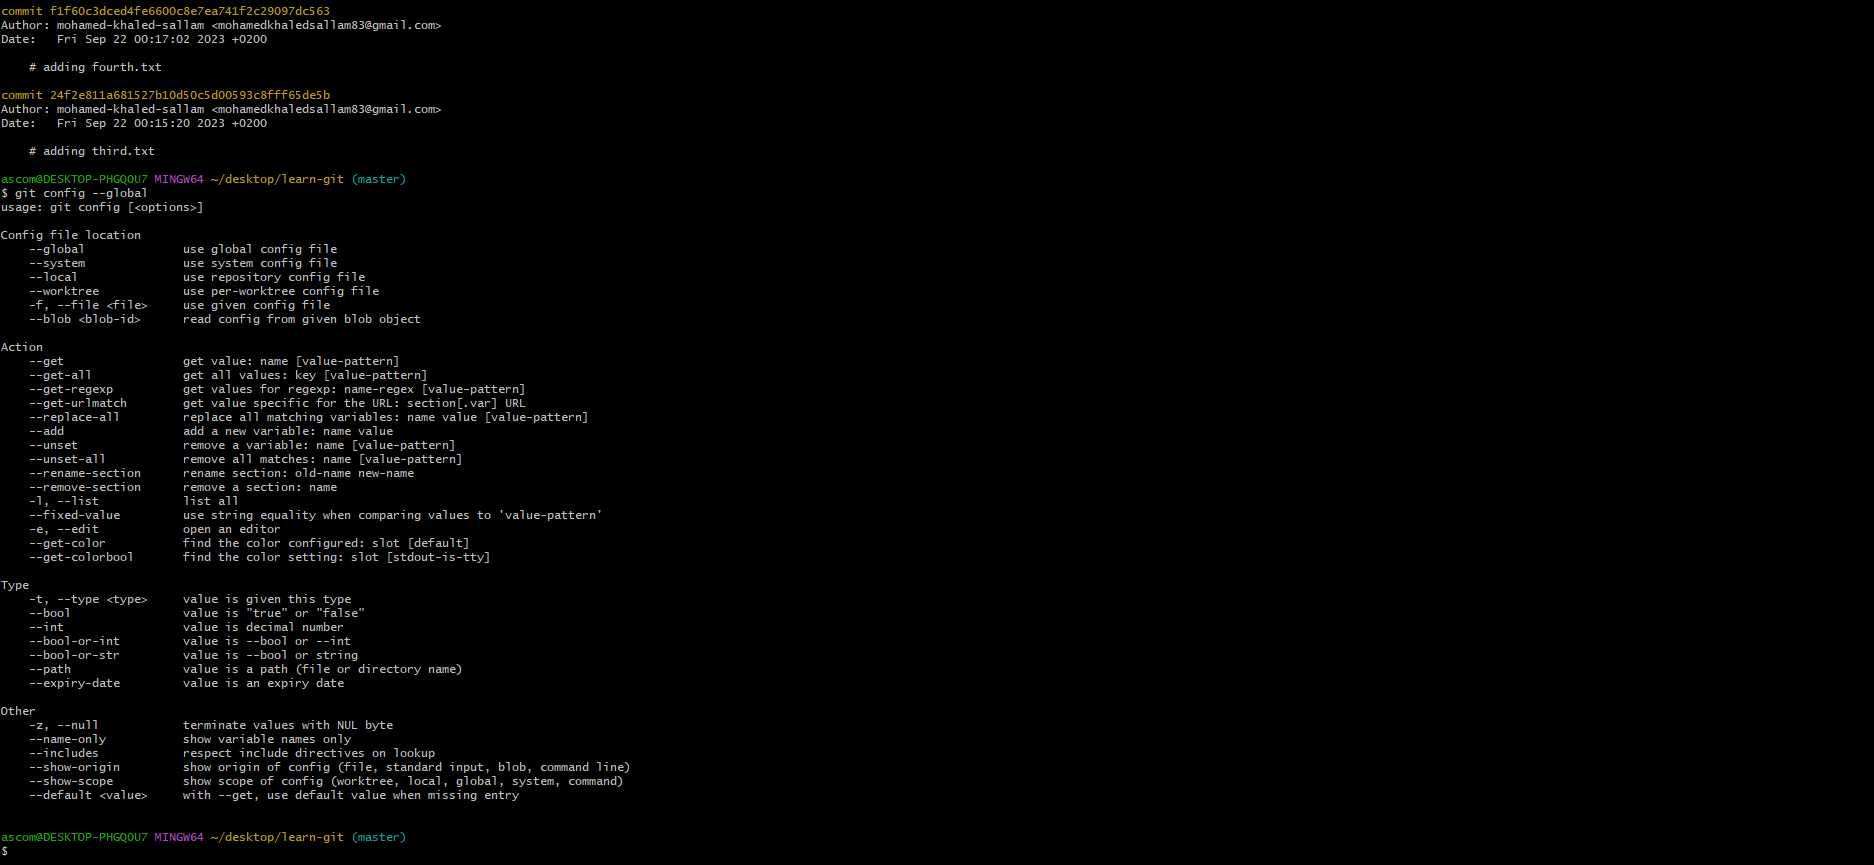 commit f1f60c3dced4fe6600c8e7ea741f2c29097dc563
Author: mohamed-khaled-sallam <mohamedkhaledsallam83@gmail.com>
Date:   Fri Sep 22 00:17:02 2023 +0200

    # adding fourth.txt

commit 24f2e811a681527b10d50c5d00593c8fff65de5b
Author: mohamed-khaled-sallam <mohamedkhaledsallam83@gmail.com>
Date:   Fri Sep 22 00:15:20 2023 +0200

    # adding third.txt

ascom@DESKTOP-PHGQOU7 MINGW64 ~/desktop/learn-git (master)
$ git config --global
usage: git config [<options>]

Config file location
    --global              use global config file
    --system              use system config file
    --local               use repository config file
    --worktree            use per-worktree config file
    -f, --file <file>     use given config file
    --blob <blob-id>      read config from given blob object

Action
    --get                 get value: name [value-pattern]
    --get-all             get all values: key [value-pattern]
    --get-regexp          get values for regexp: name-regex [value-pattern]
    --get-urlmatch        get value specific for the URL: section[.var] URL
    --replace-all         replace all matching variables: name value [value-pattern]
    --add                 add a new variable: name value
    --unset               remove a variable: name [value-pattern]
    --unset-all           remove all matches: name [value-pattern]
    --rename-section      rename section: old-name new-name
    --remove-section      remove a section: name
    -l, --list            list all
    --fixed-value         use string equality when comparing values to 'value-pattern'
    -e, --edit            open an editor
    --get-color           find the color configured: slot [default]
    --get-colorbool       find the color setting: slot [stdout-is-tty]

Type
    -t, --type <type>     value is given this type
    --bool                value is "true" or "false"
    --int                 value is decimal number
    --bool-or-int         value is --bool or --int
    --bool-or-str         value is --bool or string
    --path                value is a path (file or directory name)
    --expiry-date         value is an expiry date

Other
    -z, --null            terminate values with NUL byte
    --name-only           show variable names only
    --includes            respect include directives on lookup
    --show-origin         show origin of config (file, standard input, blob, command line)
    --show-scope          show scope of config (worktree, local, global, system, command)
    --default <value>     with --get, use default value when missing entry

ascom@DESKTOP-PHGQOU7 MINGW64 ~/desktop/learn-git (master)
$